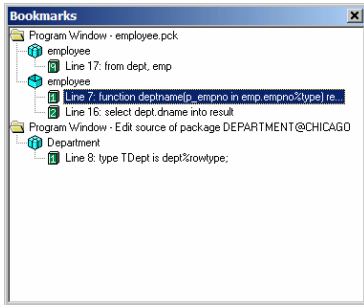 Bookmarks
Program Window - employee.pck
employee
9 Line 17: from dept, emp
employee
1 Line 7: function deptname(p_empno in emp.empno%type) re...
2 Line 16: select dept.dname into result
Program Window - Edit source of package DEPARTMENT@CHICAGO
Department
1 Line 8: type TDept is dept%rowtype;